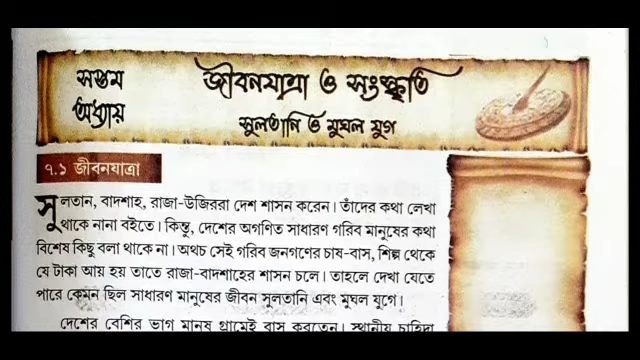 সপ্তম
অধ্যায়
জীবনযাত্রা ও সংস্কৃতি
সুলতানি ও মুঘল যুগ
৭.১ জীবনযাত্রা
সুলতান, বাদশাহ, রাজা-উজিররা দেশ শাসন করেন। তাঁদের কথা লেখা
থাকে নানা বইতে। কিন্তু, দেশের অগণিত সাধারণ গরিব মানুষের কথা
বিশেষ কিছু বলা থাকে না। অথচ সেই গরিব জনগণের চাষ-বাস, শিল্প থেকে
যে টাকা আয় হয় তাতে রাজা-বাদশাহের শাসন চলে। তাহলে দেখা যেতে
পারে কেমন ছিল সাধারণ মানুষের জীবন সুলতানি এবং মুঘল যুগে।
দেশের বেশির ভাগ মানুষ গ্রামেই বাস করতেন। স্থানীয় চাহিদা